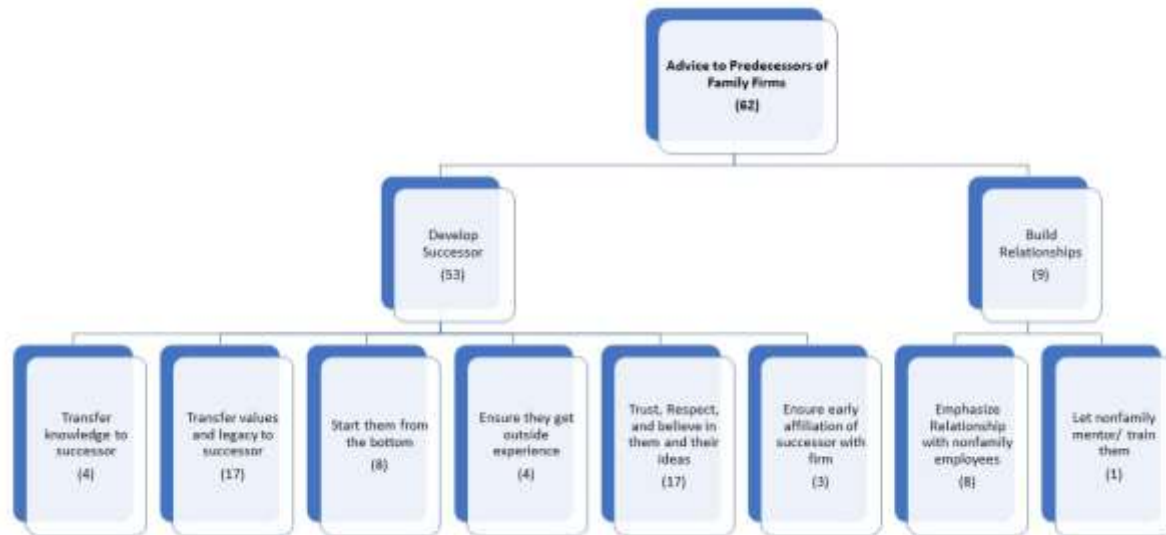 Advice to Predecessors of
Family Firms
(62)
Develop
Successor
(53)
Build
Relationships
(9)
Transfer
knowledge to
successor
(4)
Transfer values
and legacy to
successor
(17)
Start them from
the bottom
(8)
Ensure they get
outside
experience
(4)
Trust, Respect,
and believe in
them and their
ideas
(17)
Ensure early
affiliation of
successor with
firm
(3)
Emphasize
Relationship
with nonfamily
employees
(8)
Let nonfamily
mentor/ train
them
(1)